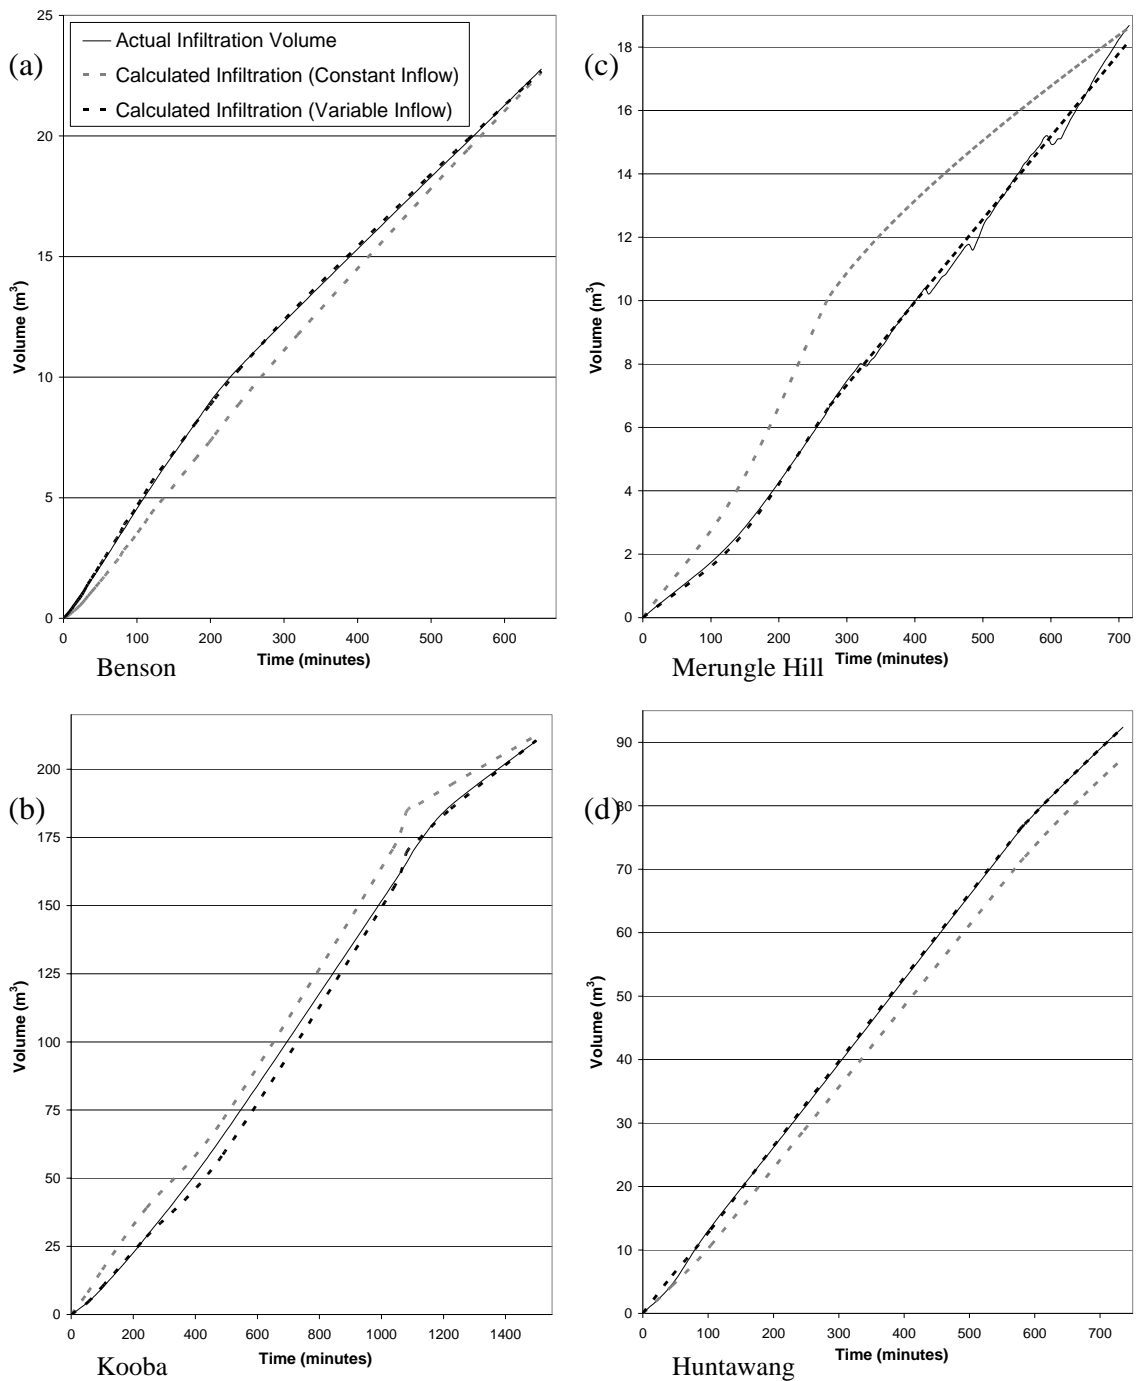 (a)
25
20
15
10
5
0
Volume (m³)
Actual Infiltration Volume
Calculated Infiltration (Constant Inflow)
Calculated Infiltration (Variable Inflow)
0 100 200 300 400 500 600
Time (minutes)
Benson
(c)
18
16
14
12
10
8
6
4
2
0
Volume (m³)
0 100 200 300 400 500 600 700
Time (minutes)
Merungle Hill
(b)
200
175
150
125
100
75
50
25
0
Volume (m³)
0 200 400 600 800 1000 1200 1400
Time (minutes)
Kooba
(d)
90
80
70
60
50
40
30
20
10
0
Volume (m³)
0 100 200 300 400 500 600 700
Time (minutes)
Huntawang